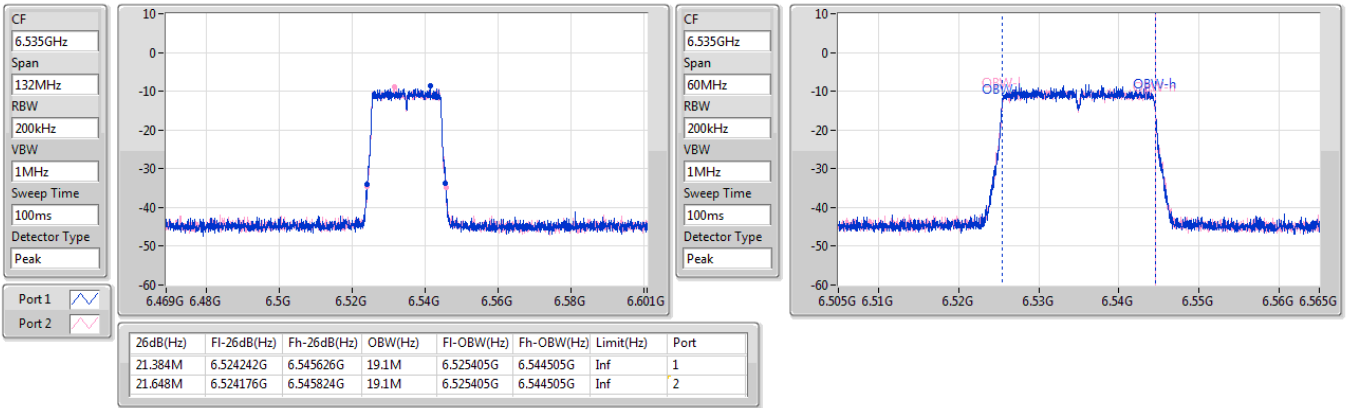 CF
6.535GHz
Span
132MHz
RBW
200kHz
VBW
1MHz
Sweep Time
100ms
Detector Type
Peak
Port 1
Port 2
10
0
-10
-20
-30
-40
-50
-60
6.469G 6.48G 6.5G 6.52G 6.54G 6.56G 6.58G 6.601G
CF
6.535GHz
Span
60MHz
RBW
200kHz
VBW
1MHz
Sweep Time
100ms
Detector Type
Peak
10
0
-10
-20
-30
-40
-50
-60
OBW-h
6.505G 6.51G 6.52G 6.53G 6.54G 6.55G 6.56G 6.565G
26dB(Hz) Fl-26dB(Hz) Fh-26dB(Hz) OBW(Hz) Fl-OBW(Hz) Fh-OBW(Hz) Limit(Hz) Port
21.384M 6.524242G 6.545626G 19.1M 6.525405G 6.544505G Inf 1
21.648M 6.524176G 6.545824G 19.1M 6.525405G 6.544505G Inf 2